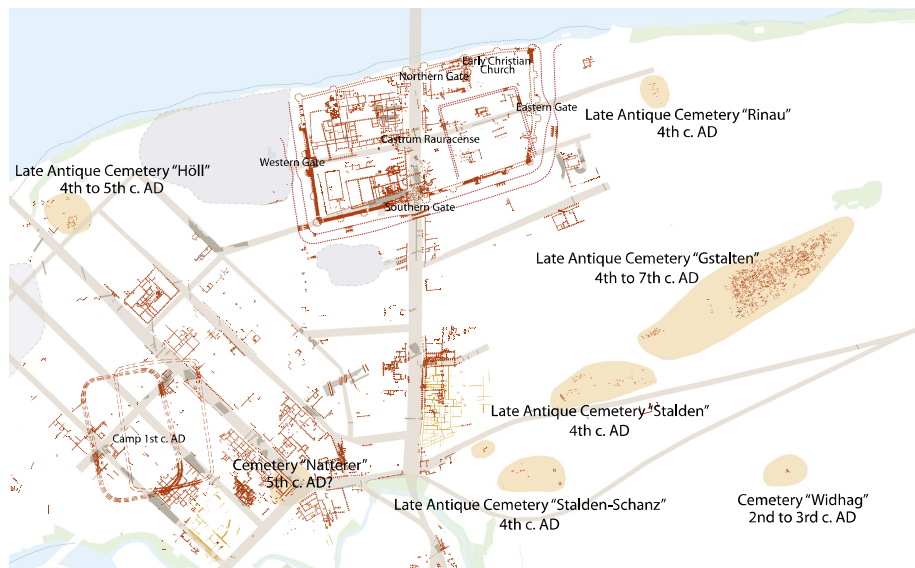 Early Christian
Church
Northern Gate
Eastern Gate
Late Antique Cemetery "Rinau"
4th c. AD
Castrum Rauracense
Western Gate
Late Antique Cemetery "Höll"
4th to 5th c. AD
Southern Gate
Late Antique Cemetery "Gstalten"
4th to 7th c. AD
Late Antique Cemetery "Stalden"
4th c. AD
Camp 1st c. AD
Cemetery "Natterer"
5th c. AD?
Late Antique Cemetery "Stalden-Schanz"
4th c. AD
Cemetery "Widhag"
2nd to 3rd c. AD